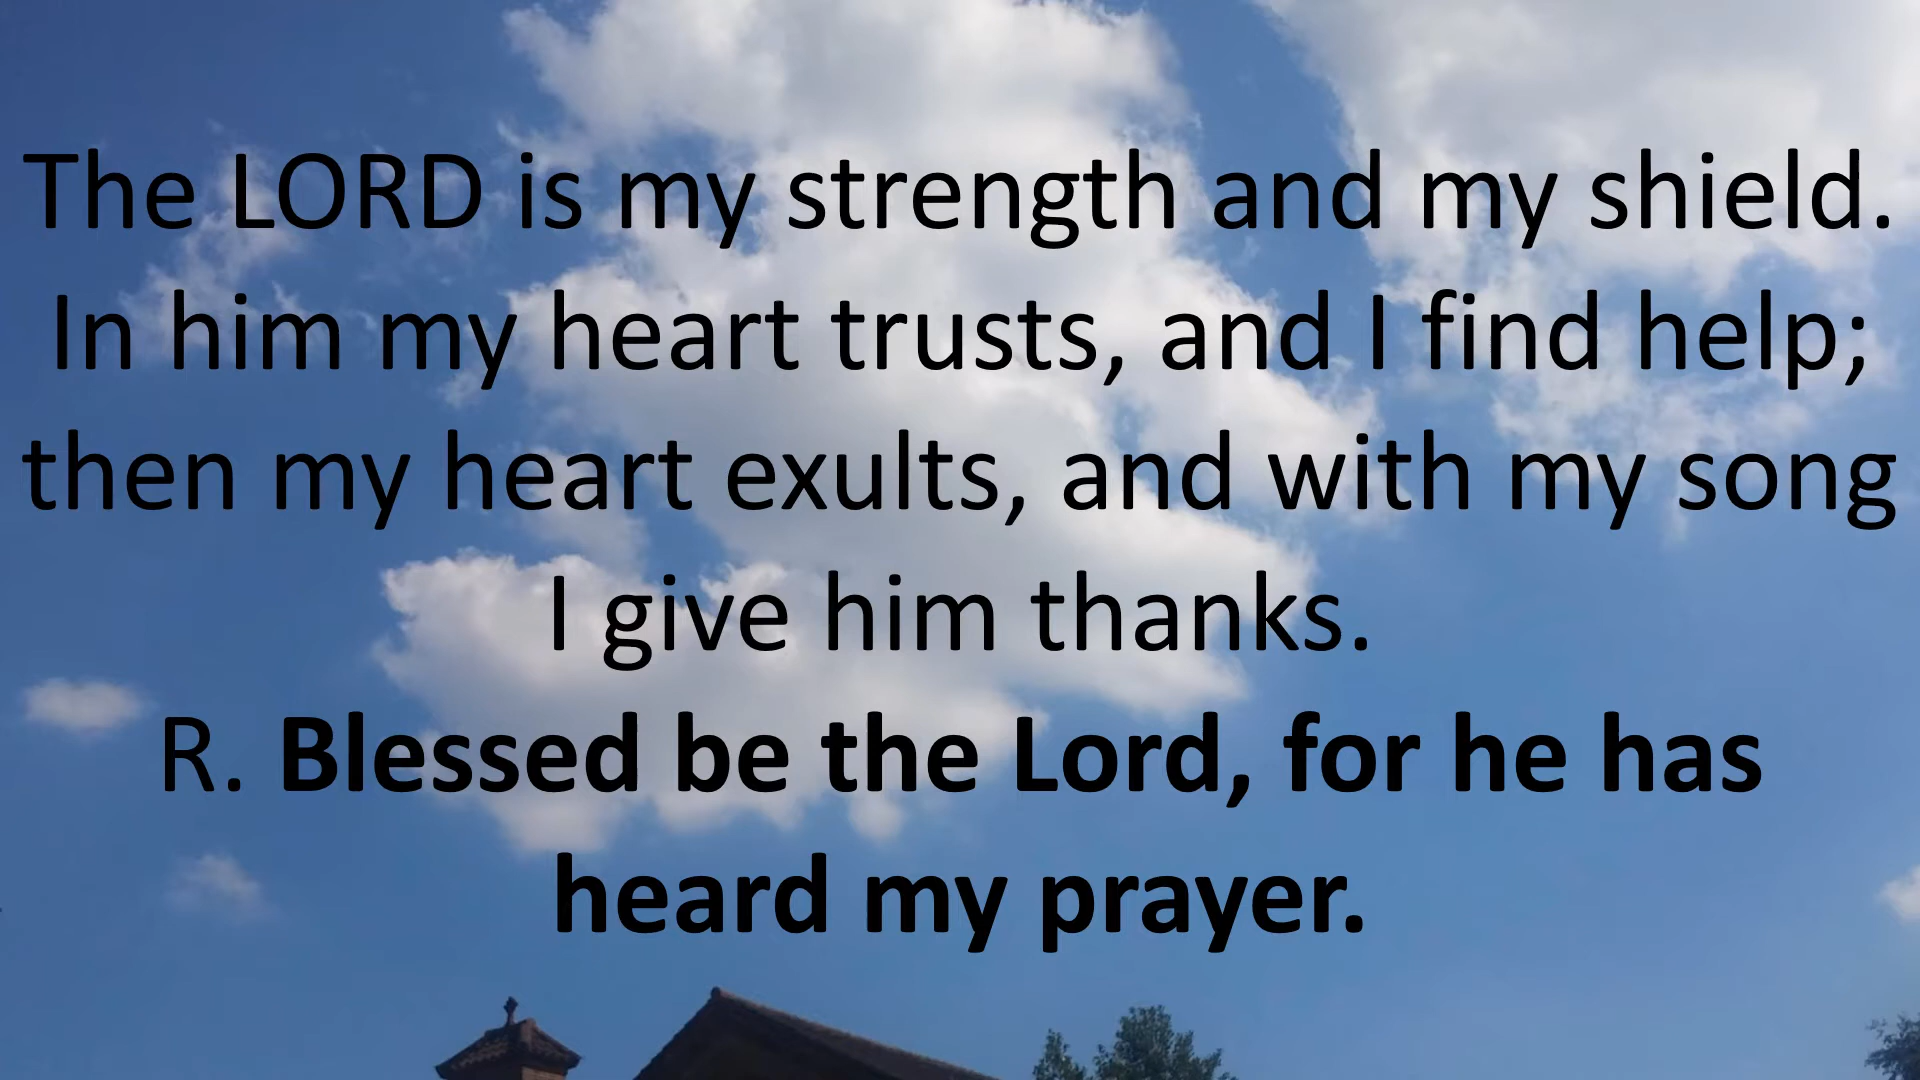 The LORD is my strength and my shield.
In him my heart trusts, and I find help;
then my heart exults, and with my song
I give him thanks.
R. Blessed be the Lord, for he has
heard my prayer.